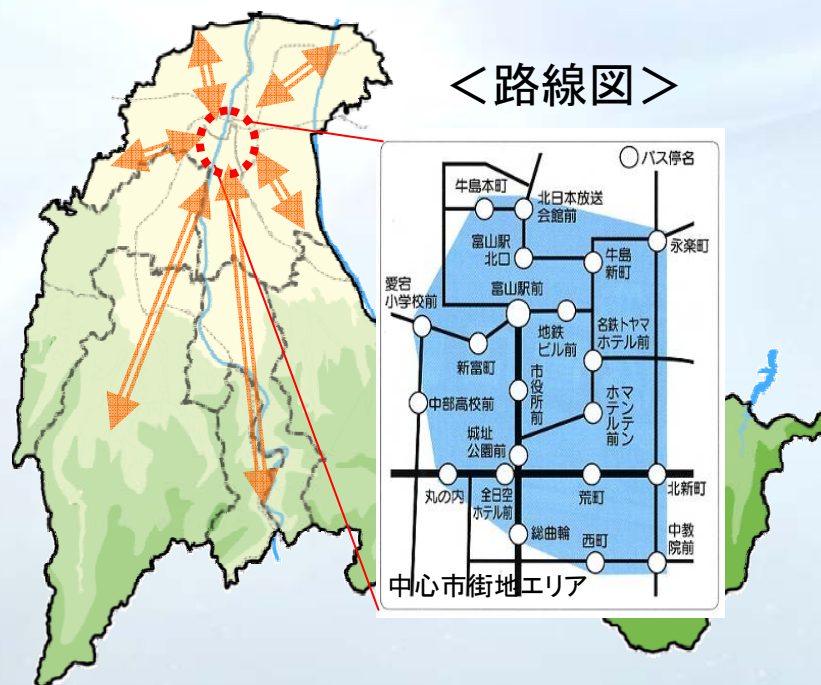 <路線図>
バス停名
牛島本町
北日本放送
会館前
富山駅
北口
牛島
新町
永楽町
愛宕
小学校前
富山駅前
地鉄
ビル前
名鉄トヤマ
ホテル前
新富町
市役所前
中部高校前
マンテン
ホテル前
城址
公園前
丸の内
全日空
ホテル前
荒町
北新町
総曲輪
西町
中教
院前
中心市街地エリア